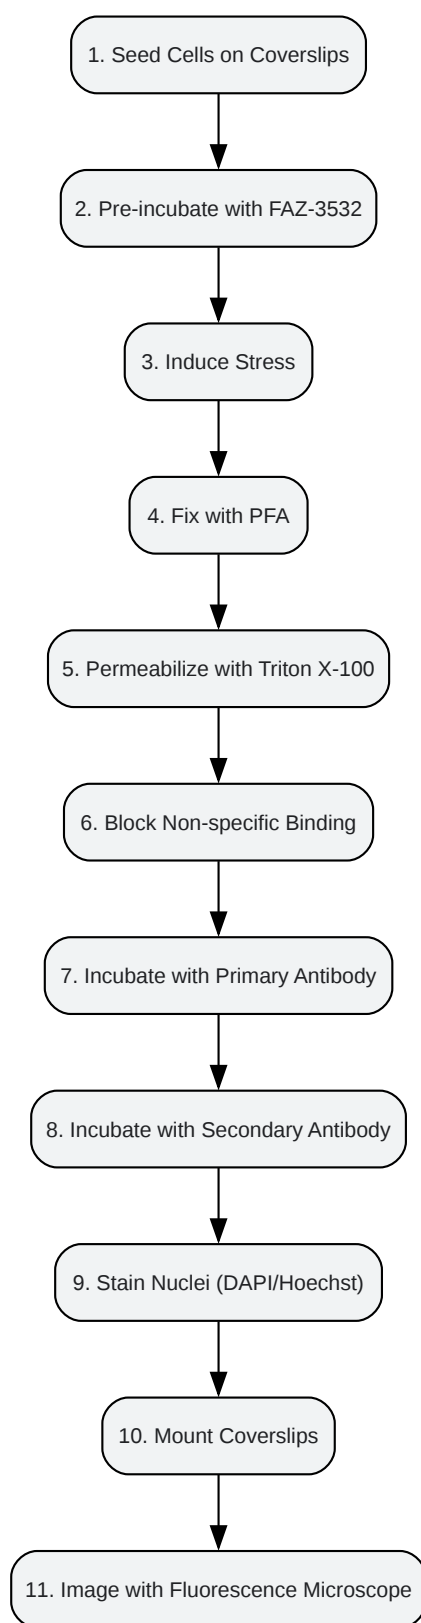 1. Seed Cells on Coverslips
2. Pre-incubate with FAZ-3532
3. Induce Stress
4. Fix with PFA
5. Permeabilize with Triton X-100
6. Block Non-specific Binding
7. Incubate with Primary Antibody
8. Incubate with Secondary Antibody
9. Stain Nuclei (DAPI/Hoechst)
10. Mount Coverslips
11. Image with Fluorescence Microscope